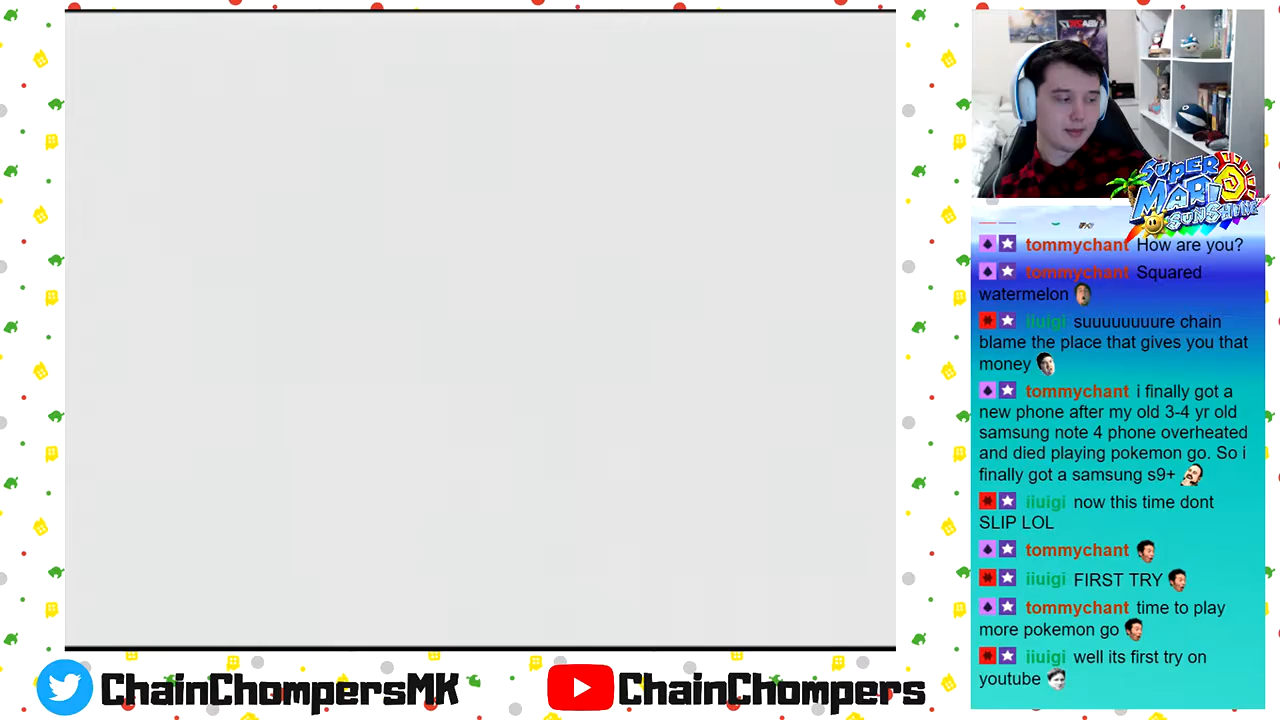 SUPER
MARIO
SUNSHINE
tommychant How are you?
tommychant Squared
watermelon
iiuigi suuuuuuuure chain
blame the place that gives you that
money
tommychant i finally got a
new phone after my old 3-4 yr old
samsung note 4 phone overheated
and died playing pokemon go. So i
finally got a samsung s9+
iiuigi now this time dont
SLIP LOL
tommychant
iiuigi FIRST TRY
tommychant time to play
more pokemon go
iiuigi well its first try on
youtube
ChainChompersMK
ChainChompers